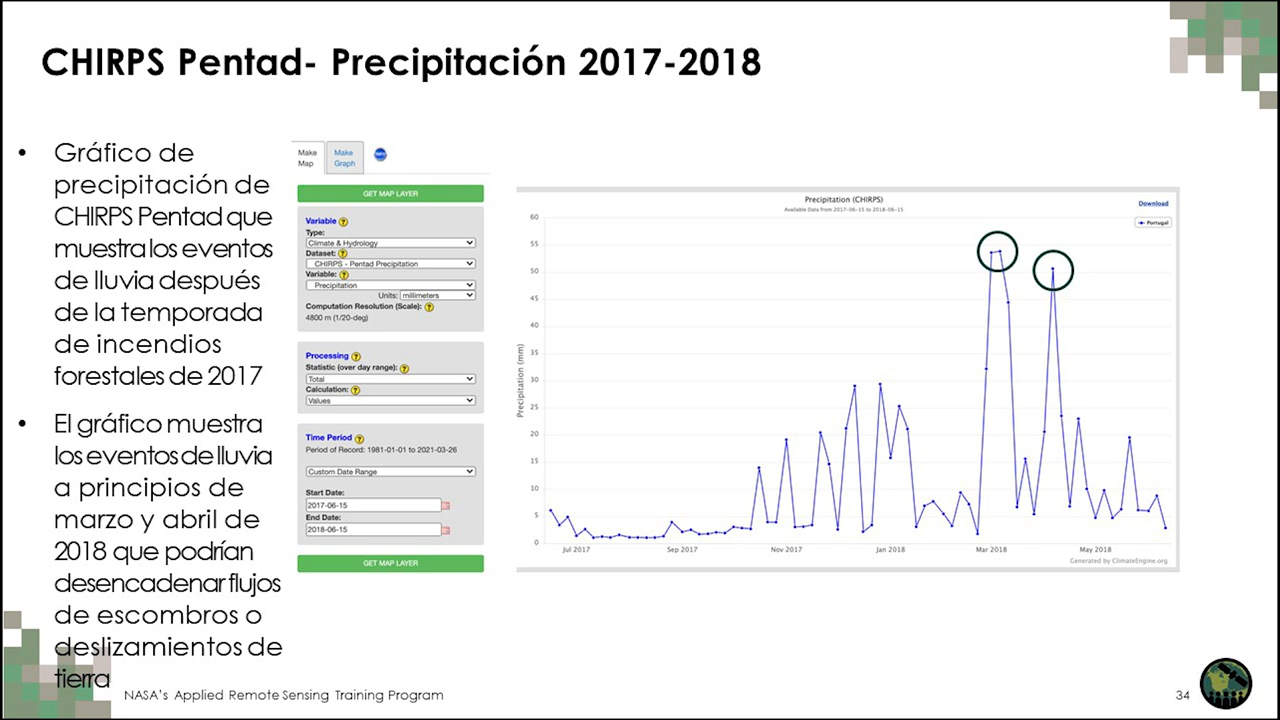 CHIRPS Pentad- Precipitación 2017-2018
• Gráfico de
precipitación de
CHIRPS Pentad que
muestra los eventos
de lluvia después
de la temporada
de incendios
forestales de 2017
• El gráfico muestra
los eventos de lluvia
a principios de
marzo y abril de
2018 que podrían
desencadenar flujos
de escombros o
deslizamientos de
tierra
Make
Map
Make
Graph
GET MAP LAYER
Variable ?
Type:
Climate & Hydrology
Dataset: ?
CHIRPS - Pentad Precipitation
Variable: ?
Precipitation
Units: millimeters
Computation Resolution (Scale): ?
4800 m (1/20-deg)
Processing ?
Statistic (over day range): ?
Total
Calculation: ?
Values
Time Period ?
Period of Record: 1981-01-01 to 2021-03-26
Custom Date Range
Start Date:
2017-06-15
End Date:
2018-06-15
GET MAP LAYER
Precipitation (CHIRPS)
Available Data from 2017-06-15 to 2018-06-15
Download
Portugal
Precipitation (mm)
60
55
50
45
40
35
30
25
20
15
10
5
0
Jul 2017 Sep 2017 Nov 2017 Jan 2018 Mar 2018 May 2018
Generated by ClimateEngine.org
NASA's Applied Remote Sensing Training Program
34